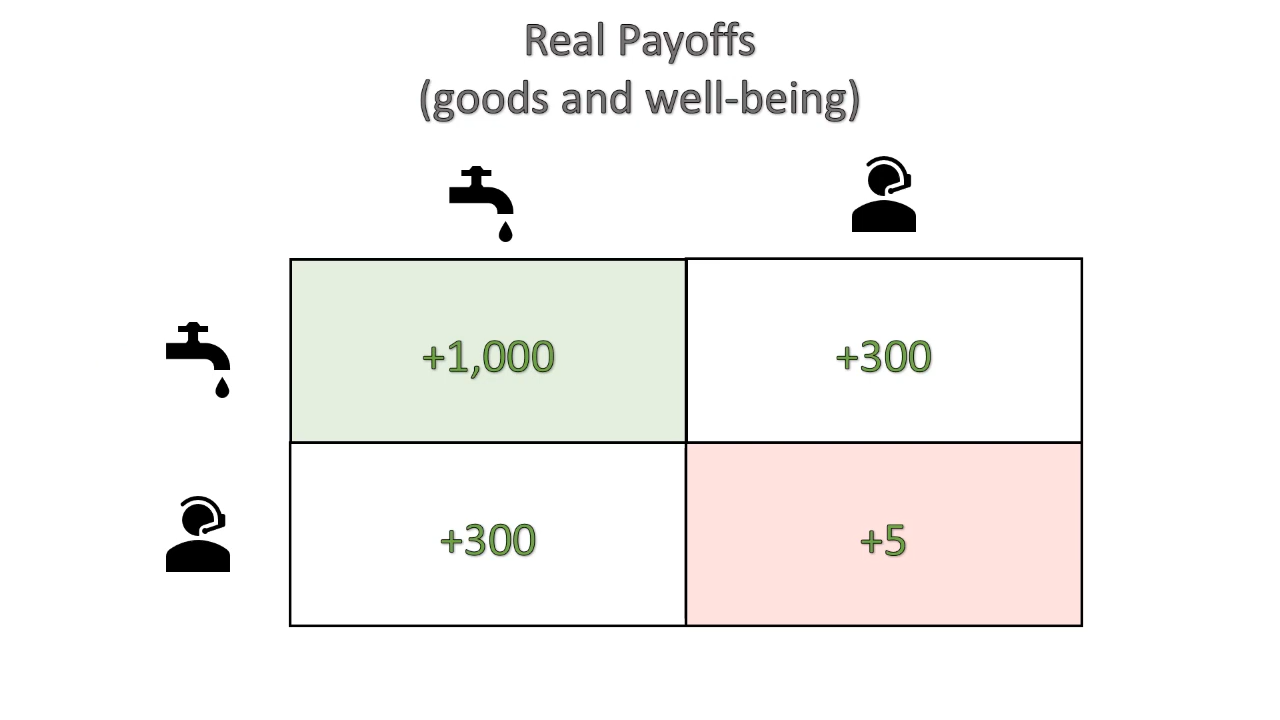 Real Payoffs
(goods and well-being)
+1,000
+300
+300
+5